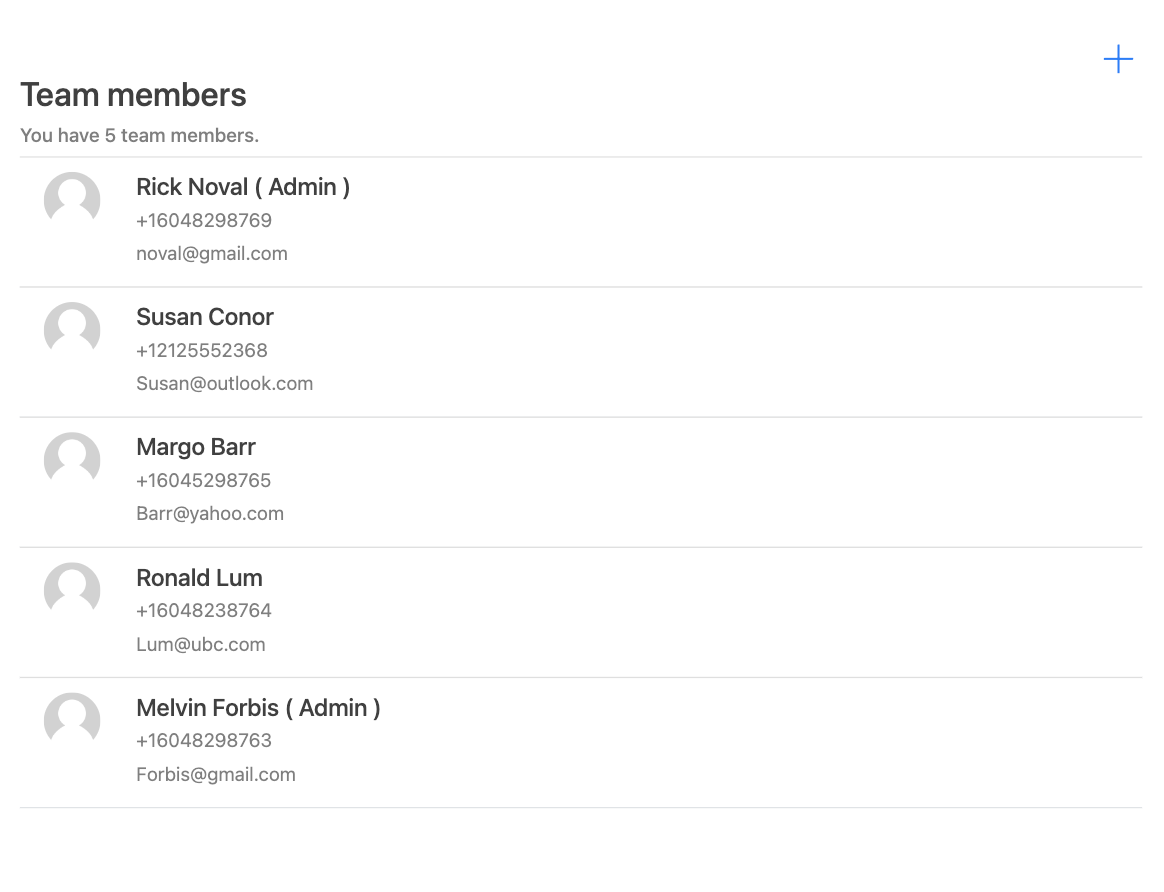 Team members
You have 5 team members.
Rick Noval ( Admin )
+16048298769
noval@gmail.com
Susan Conor
+12125552368
Susan@outlook.com
Margo Barr
+16045298765
Barr@yahoo.com
Ronald Lum
+16048238764
Lum@ubc.com
Melvin Forbis ( Admin )
+16048298763
Forbis@gmail.com